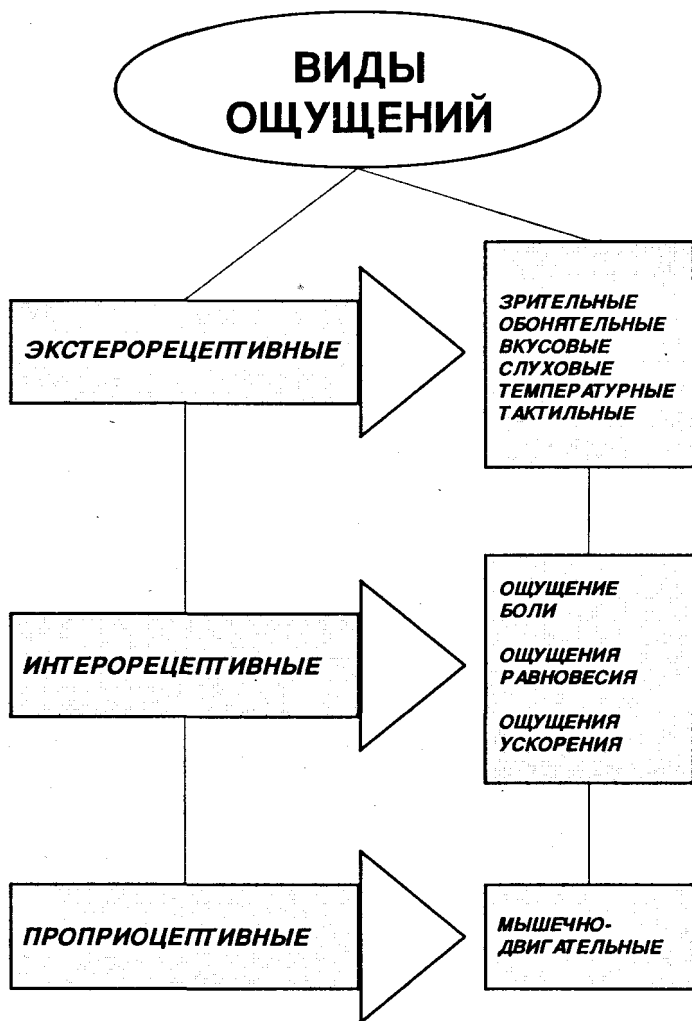 ВИДЫ
ОЩУЩЕНИЙ
ЭКСТЕРОРЕЦЕПТИВНЫЕ
ЗРИТЕЛЬНЫЕ
ОБОНЯТЕЛЬНЫЕ
ВКУСОВЫЕ
СЛУХОВЫЕ
ТЕМПЕРАТУРНЫЕ
ТАКТИЛЬНЫЕ
ИНТЕРОРЕЦЕПТИВНЫЕ
ОЩУЩЕНИЕ
БОЛИ
ОЩУЩЕНИЯ
РАВНОВЕСИЯ
ОЩУЩЕНИЯ
УСКОРЕНИЯ
ПРОПРИОЦЕПТИВНЫЕ
МЫШЕЧНО-
ДВИГАТЕЛЬНЫЕ